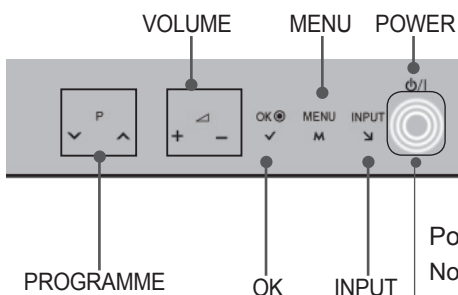 VOLUME MENU POWER
⏻/I
P ⊿ OK◉ MENU INPUT
+ -
PROGRAMME OK INPUT
Po
No